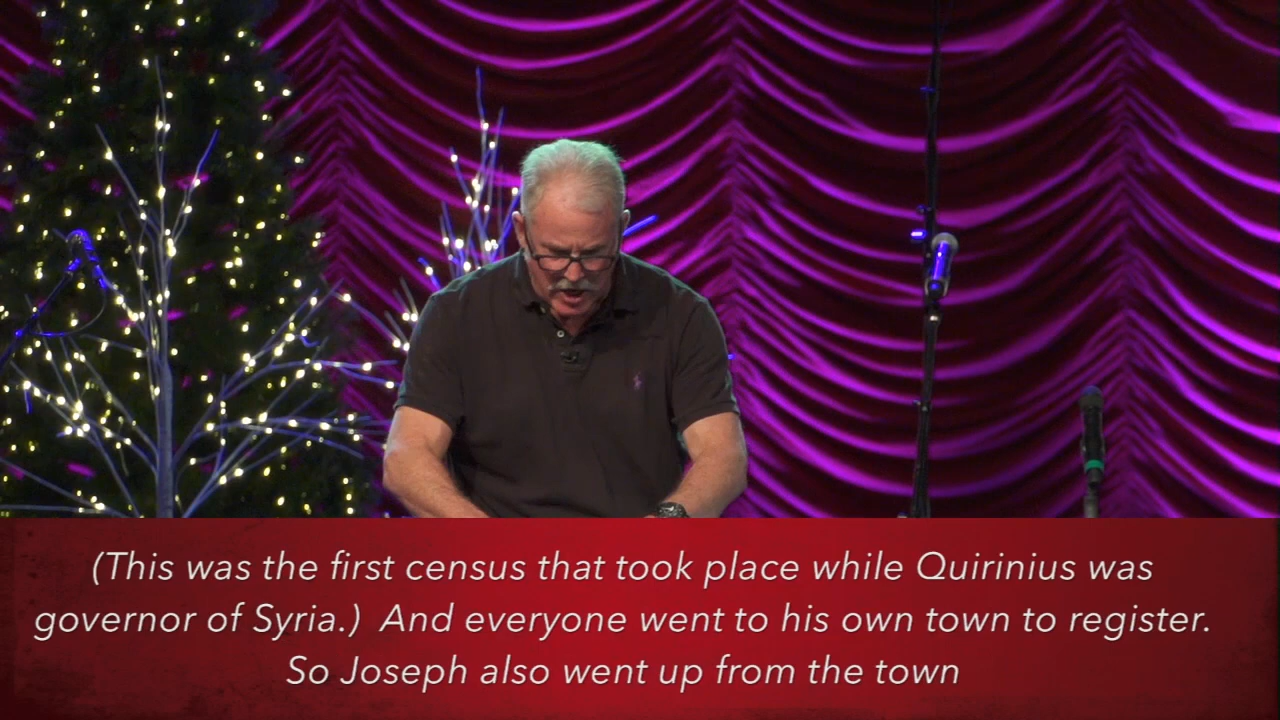 (This was the first census that took place while Quirinius was
governor of Syria.)  And everyone went to his own town to register.
So Joseph also went up from the town